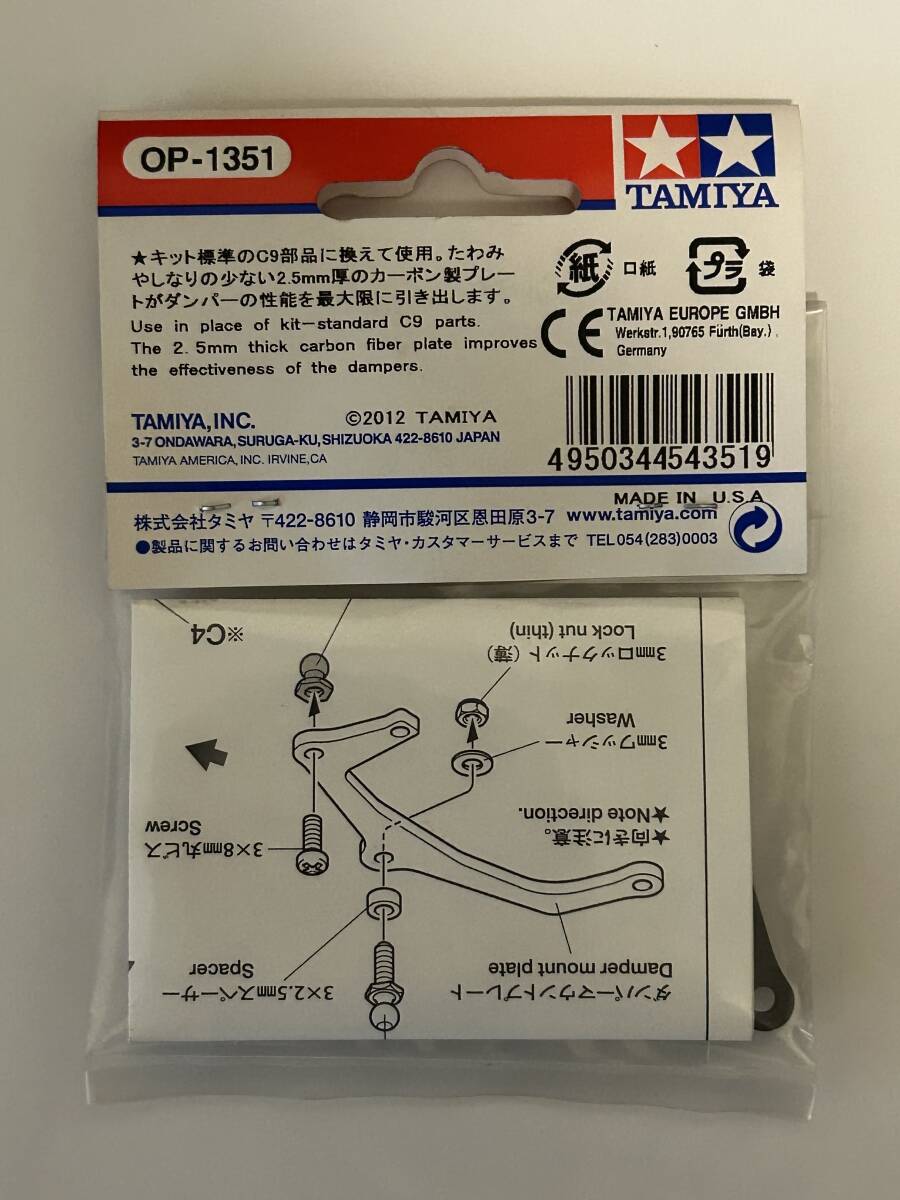 OP-1351
TAMIYA
★キット標準のC9部品に換えて使用。たわみ
やしなりの少ない2.5mm厚のカーボン製プレー
トがダンパーの性能を最大限に引き出します。
Use in place of kit-standard C9 parts.
The 2.5mm thick carbon fiber plate improves
the effectiveness of the dampers.
紙
口紙
プラ
袋
CE
TAMIYA EUROPE GMBH
Werkstr.1,90765 Fürth(Bay.).
Germany
TAMIYA,INC.
©2012 TAMIYA
3-7 ONDAWARA,SURUGA-KU,SHIZUOKA 422-8610 JAPAN
TAMIYA AMERICA, INC. IRVINE,CA
4950344543519
MADE IN U.S.A
株式会社タミヤ 〒422-8610 静岡市駿河区恩田原3-7 www.tamiya.com
●製品に関するお問い合わせはタミヤ・カスタマーサービスまで TEL054(283)0003
ダンパーマウントプレート
Damper mount plate
3×2.5㎜スペーサー
Spacer
★向きに注意。
★Note direction.
3×8㎜丸ビス
Screw
3㎜ワッシャー
Washer
3㎜ロックナット（薄）
Lock nut (thin)
※C4